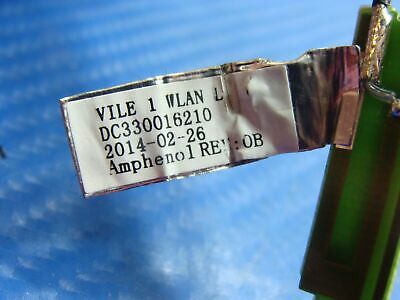 VILE 1 WLAN L
DC330016210
2014-02-26
Amphenol REV:0B